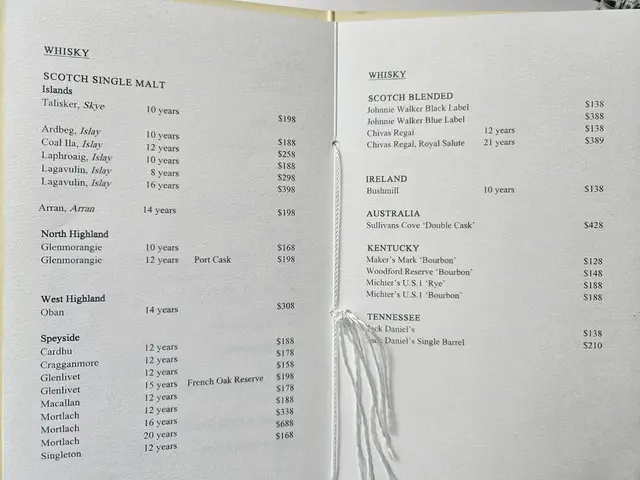 WHISKY
SCOTCH SINGLE MALT
Islands
Talisker, Skye 10 years $198
Ardbeg, Islay 10 years $188
Coal Ila, Islay 12 years $258
Laphroaig, Islay 10 years $188
Lagavulin, Islay 8 years $298
Lagavulin, Islay 16 years $398
Arran, Arran 14 years $198
North Highland
Glenmorangie 10 years $168
Glenmorangie 12 years Port Cask $198
West Highland
Oban 14 years $308
Speyside
Cardhu 12 years $188
Cragganmore 12 years $178
Glenlivet 12 years $158
Glenlivet 15 years French Oak Reserve $198
Macallan 12 years $178
Mortlach 12 years $188
Mortlach 16 years $338
Mortlach 20 years $688
Singleton 12 years $168
WHISKY
SCOTCH BLENDED
Johnnie Walker Black Label $138
Johnnie Walker Blue Label $388
Chivas Regal 12 years $138
Chivas Regal, Royal Salute 21 years $389
IRELAND
Bushmill 10 years $138
AUSTRALIA
Sullivans Cove 'Double Cask' $428
KENTUCKY
Maker's Mark 'Bourbon' $128
Woodford Reserve 'Bourbon' $148
Michter's U.S.1 'Rye' $188
Michter's U.S.1 'Bourbon' $188
TENNESSEE
Jack Daniel's $138
Jack Daniel's Single Barrel $210